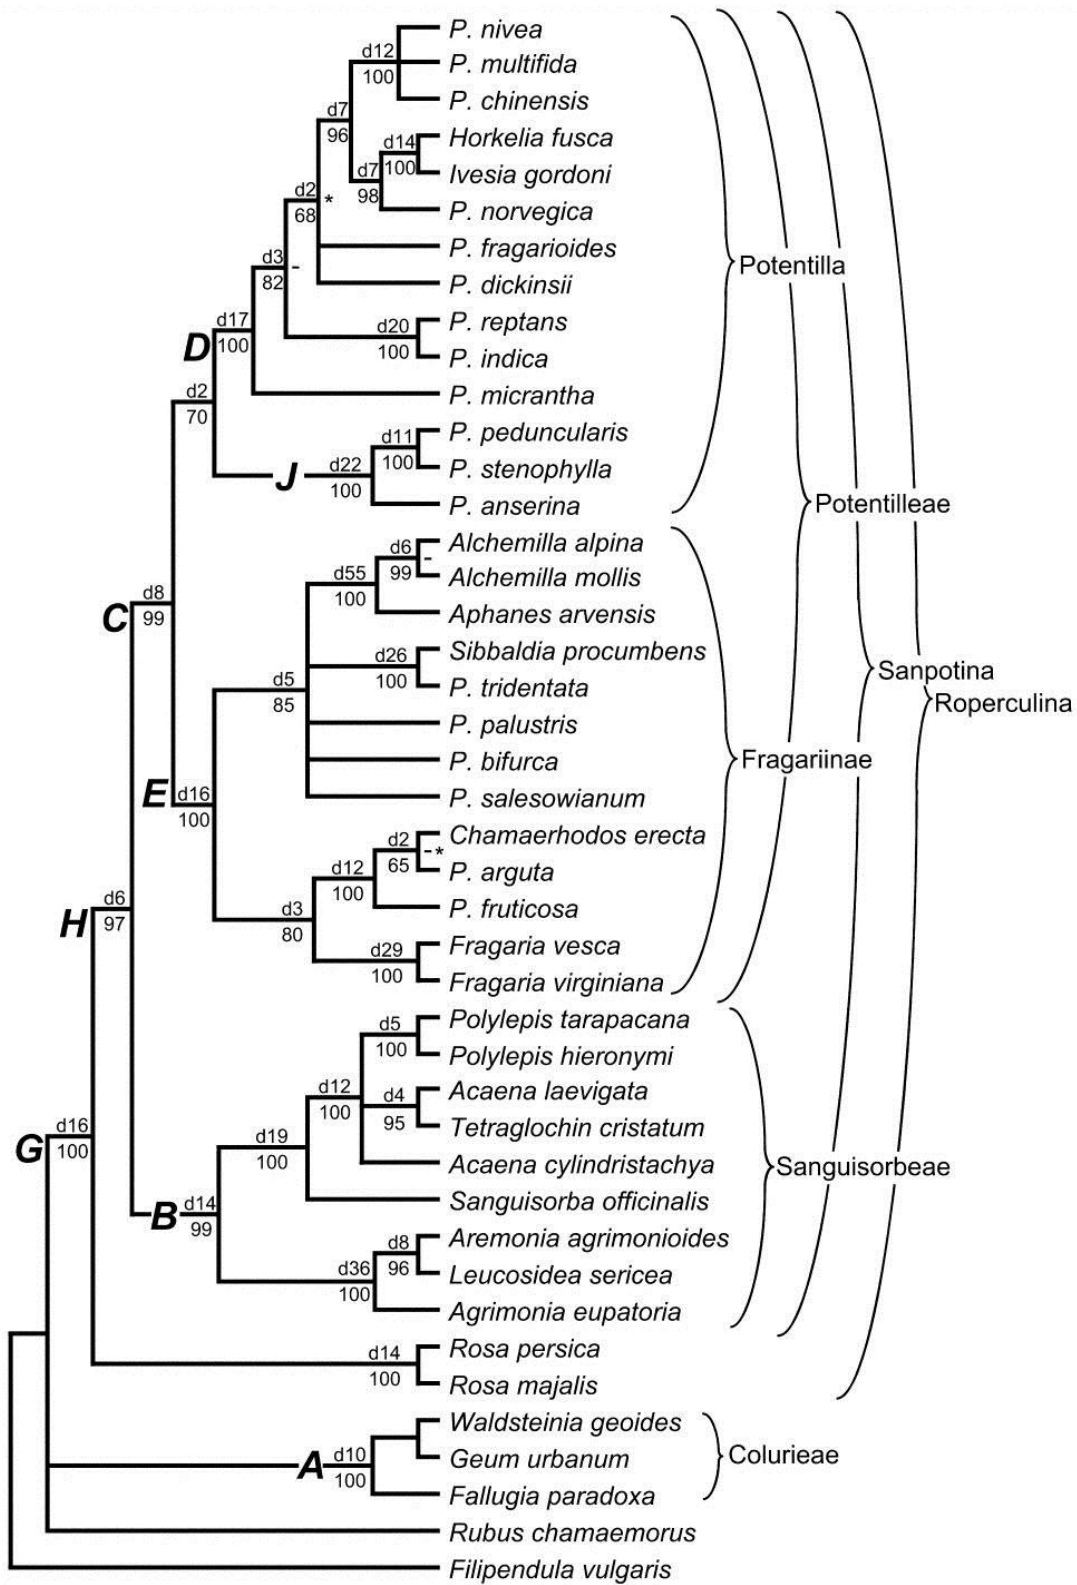 P. nivea
d12
P. multifida
100
P. chinensis
d7
96
Horkelia fusca
d14
100
Ivesia gordoni
d7
98
d2
68 *
P. norvegica
P. fragarioides
d3
82 -
Potentilla
P. dickinsii
d17
100
D
P. reptans
d20
100
P. indica
d2
70
P. micrantha
P. peduncularis
d11
100
P. stenophylla
J
d22
100
P. anserina
Potentilleae
Alchemilla alpina
d6
99 -
Alchemilla mollis
d55
100
C
d8
99
Aphanes arvensis
Sibbaldia procumbens
d26
100
P. tridentata
Sanpotina
d5
85
Roperculina
P. palustris
P. bifurca
Fragariinae
E
d16
100
P. salesowianum
Chamaerhodos erecta
d2
65 -*
P. arguta
d12
100
P. fruticosa
H
d6
97
d3
80
Fragaria vesca
d29
100
Fragaria virginiana
Polylepis tarapacana
d5
100
Polylepis hieronymi
Acaena laevigata
d12
100
d4
95
Tetraglochin cristatum
G
d16
100
d19
100
Acaena cylindristachya
Sanguisorbeae
Sanguisorba officinalis
B
d14
99
Aremonia agrimonioides
d8
96
Leucosidea sericea
d36
100
Agrimonia eupatoria
Rosa persica
d14
100
Rosa majalis
Waldsteinia geoides
Geum urbanum
Colurieae
A
d10
100
Fallugia paradoxa
Rubus chamaemorus
Filipendula vulgaris